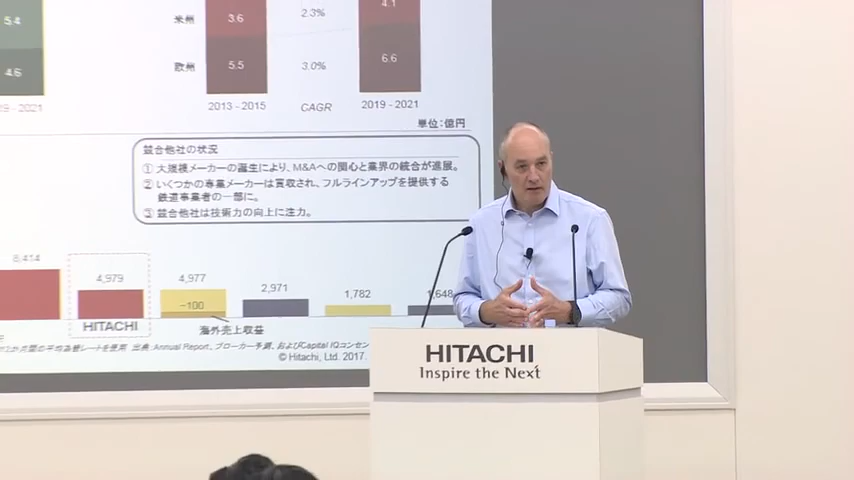 5.4
米州
3.6
2.3%
4.1
4.6
欧州
5.5
3.0%
6.6
2013 - 2015
CAGR
2019 - 2021
単位：億円
競合他社の状況
① 大規模メーカーの誕生により、M&Aへの関心と業界の統合が進展。
② いくつかの専業メーカーは買収され、フルラインアップを提供する
鉄道事業者の一部に。
③ 競合他社は技術力の向上に注力。
4,979
4,977
2,971
1,782
1,648
~100
HITACHI
海外売上収益
出典：Annual Report、ブローカー予測、およびCapital IQコンセン
© Hitachi, Ltd. 2017.
HITACHI
Inspire the Next